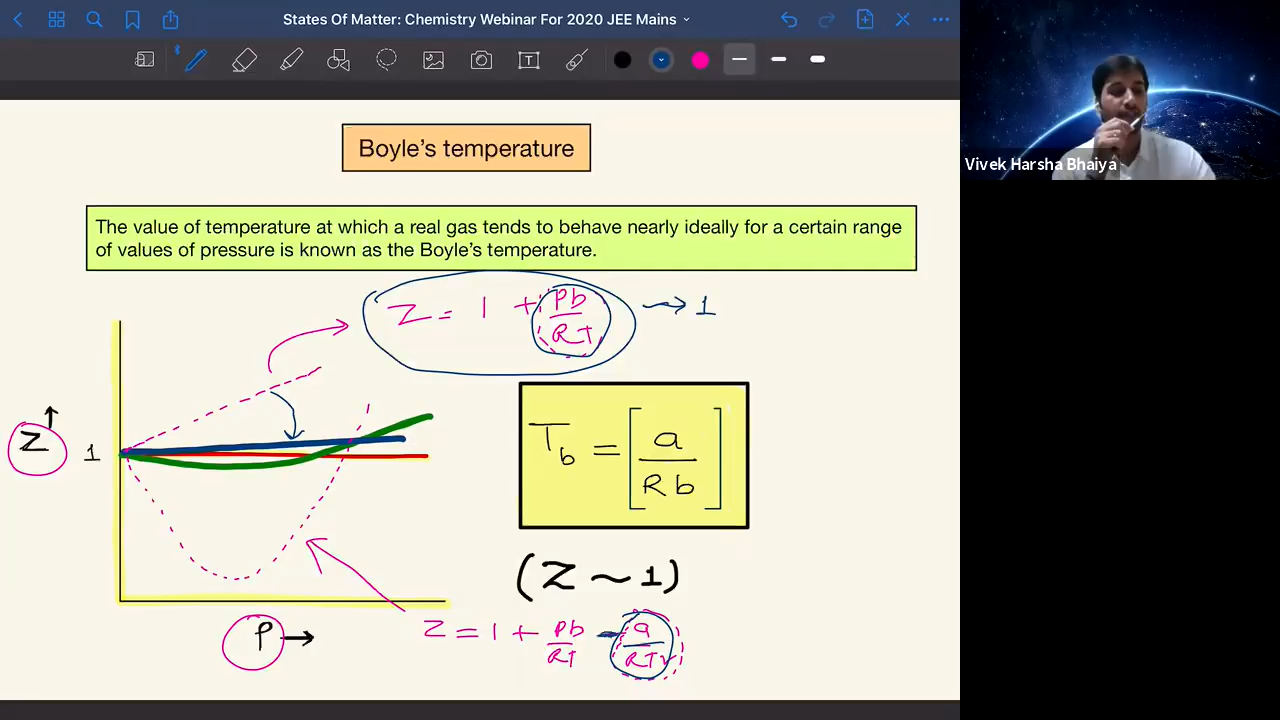 States Of Matter: Chemistry Webinar For 2020 JEE Mains
T
Vivek Harsha Bhaiya
Boyle's temperature
The value of temperature at which a real gas tends to behave nearly ideally for a certain range
of values of pressure is known as the Boyle's temperature.
Z = 1 + Pb/RT → 1
Z ↑
1
T_b = [a/Rb]
(Z ~ 1)
P →
Z = 1 + Pb/RT - a/RTV